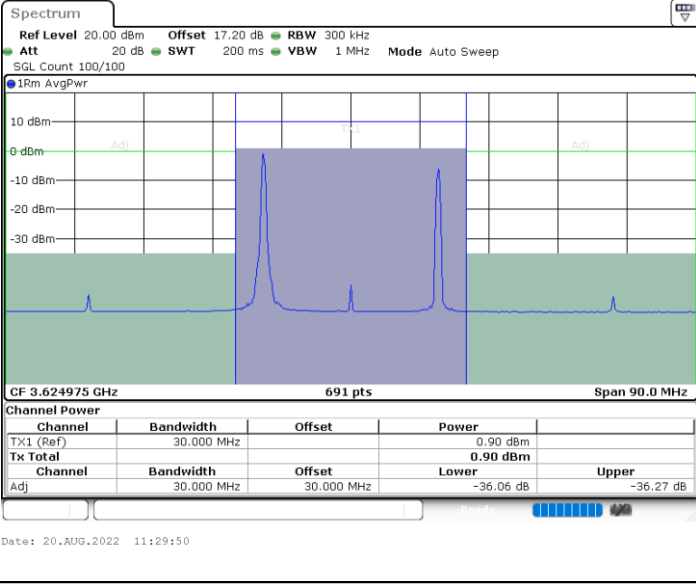 Spectrum
Ref Level 20.00 dBm Offset 17.20 dB RBW 300 kHz
Att 20 dB SWT 200 ms VBW 1 MHz Mode Auto Sweep
SGL Count 100/100
1Rm AvgPwr
10 dBm
TX1
Adj 0 dBm Adj
-10 dBm
-20 dBm
-30 dBm
CF 3.624975 GHz 691 pts Span 90.0 MHz
Channel Power
Channel Bandwidth Offset Power
TX1 (Ref) 30.000 MHz 0.90 dBm
Tx Total 0.90 dBm
Channel Bandwidth Offset Lower Upper
Adj 30.000 MHz 30.000 MHz -36.06 dB -36.27 dB
Ready
Date: 20.AUG.2022 11:29:50